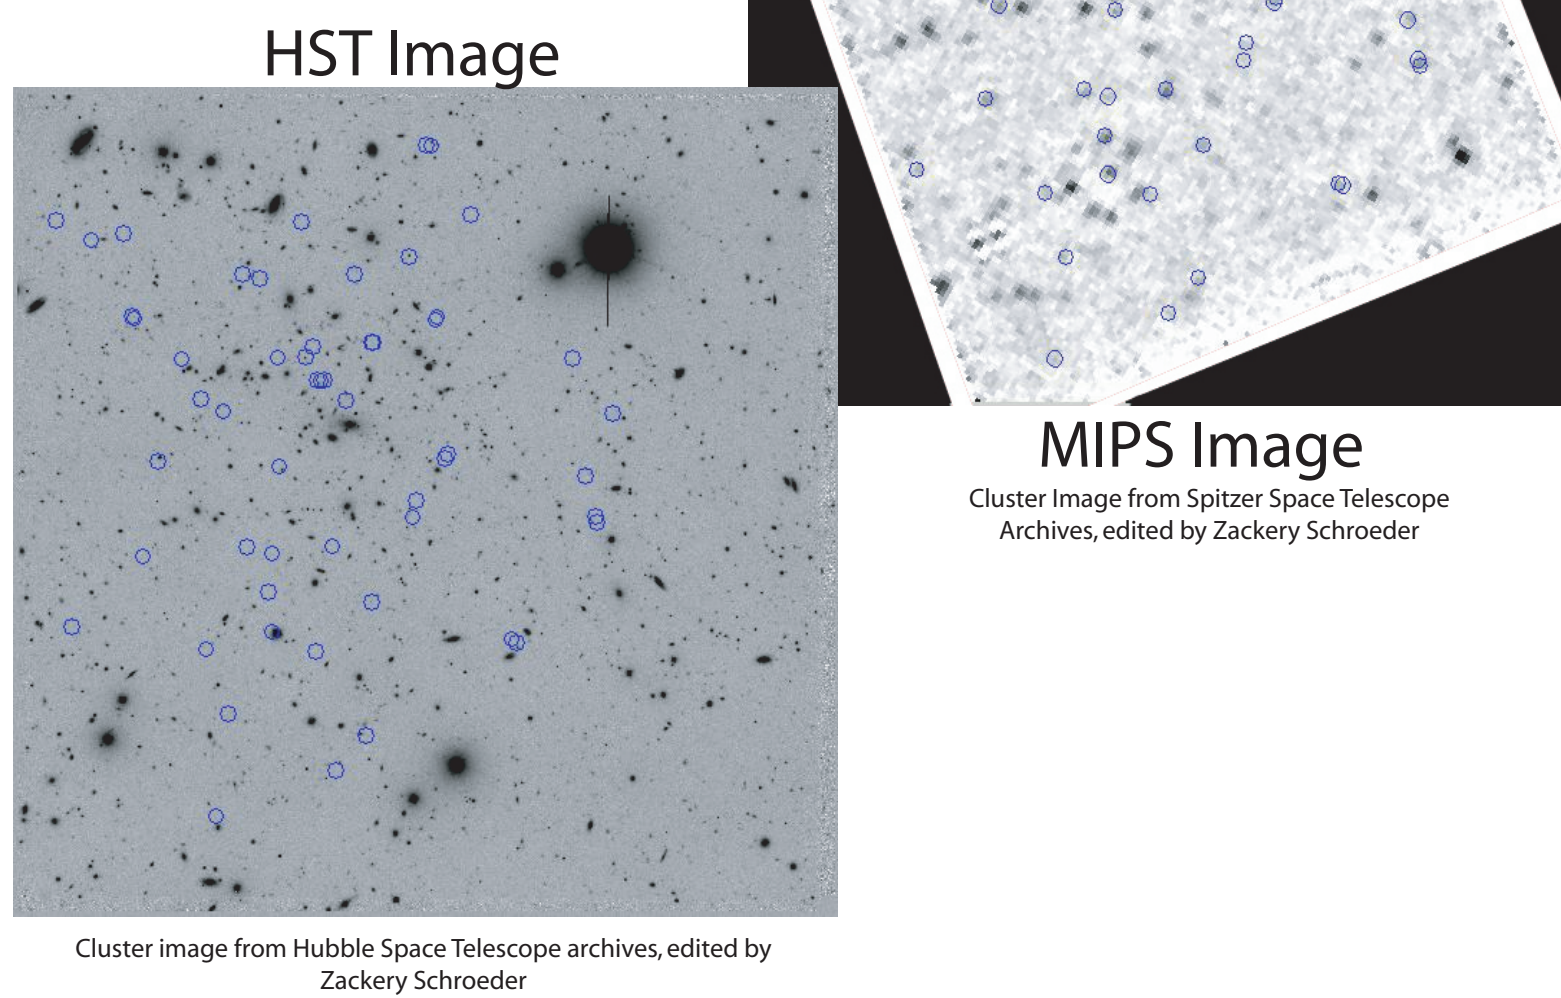 HST Image
MIPS Image
Cluster Image from Spitzer Space Telescope
Archives, edited by Zackery Schroeder
Cluster image from Hubble Space Telescope archives, edited by
Zackery Schroeder